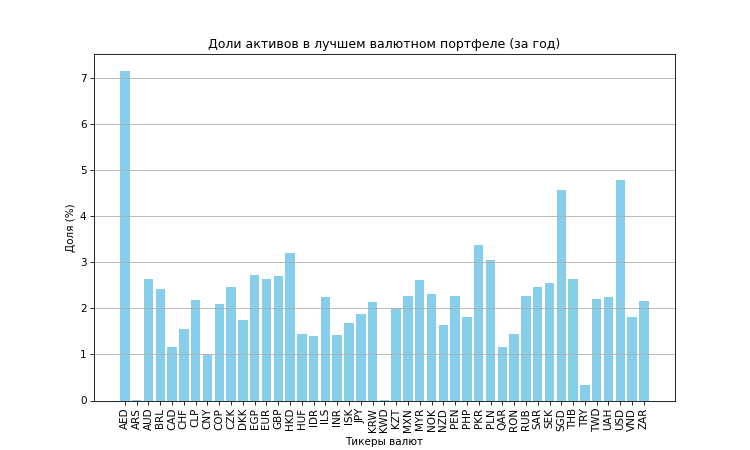 Доли активов в лучшем валютном портфеле (за год)
Доля (%)
7
6
5
4
3
2
1
0
AED ARS AUD BRL CAD CHF CLP CNY COP CZK DKK EGP EUR GBP HKD HUF IDR ILS INR ISK JPY KRW KWD KZT MXN MYR NOK NZD PEN PHP PKR PLN QAR RON RUB SAR SEK SGD THB TRY TWD UAH USD VND ZAR
Тикеры валют